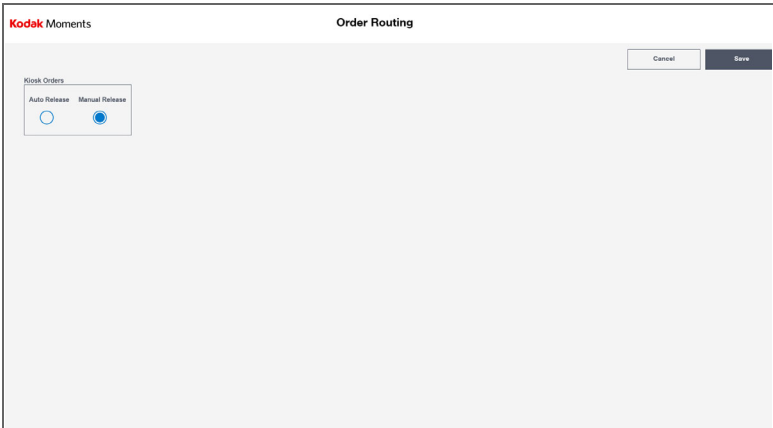 Kodak Moments
Order Routing
Cancel Save
Kiosk Orders
Auto Release Manual Release